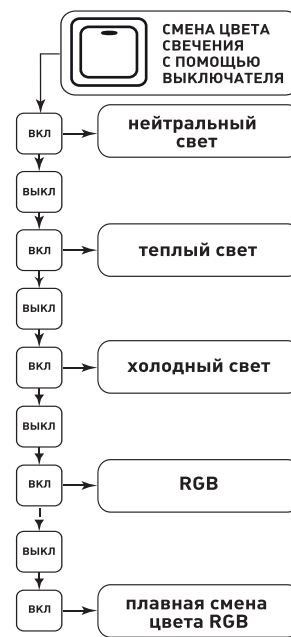 СМЕНА ЦВЕТА
СВЕЧЕНИЯ
С ПОМОЩЬЮ
ВЫКЛЮЧАТЕЛЯ
ВКЛ
нейтральный
свет
ВЫКЛ
ВКЛ
теплый свет
ВЫКЛ
ВКЛ
холодный свет
ВЫКЛ
ВКЛ
RGB
ВЫКЛ
ВКЛ
плавная смена
цвета RGB